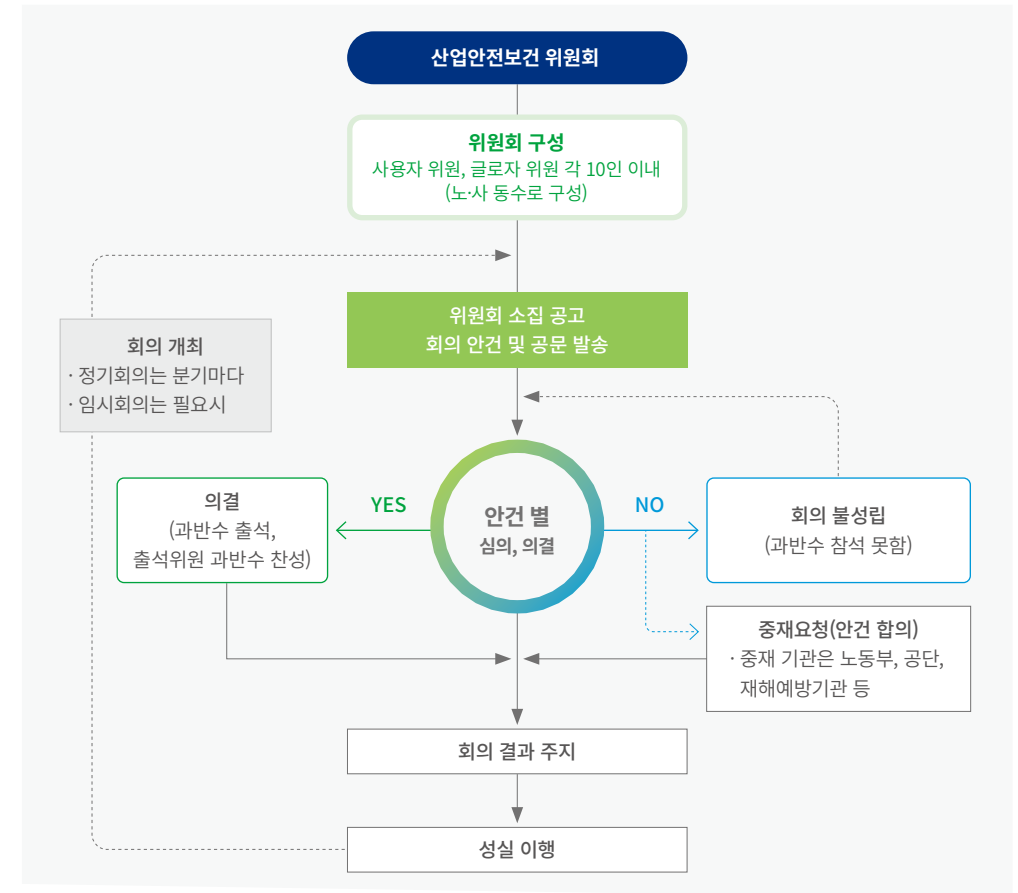 산업안전보건 위원회
위원회 구성
사용자 위원, 글로자 위원 각 10인 이내
(노·사 동수로 구성)
위원회 소집 공고
회의 안건 및 공문 발송
회의 개최
· 정기회의는 분기마다
· 임시회의는 필요시
안건 별
심의, 의결
YES
의결
(과반수 출석,
출석위원 과반수 찬성)
NO
회의 불성립
(과반수 참석 못함)
중재요청(안건 합의)
· 중재 기관은 노동부, 공단,
재해예방기관 등
회의 결과 주지
성실 이행